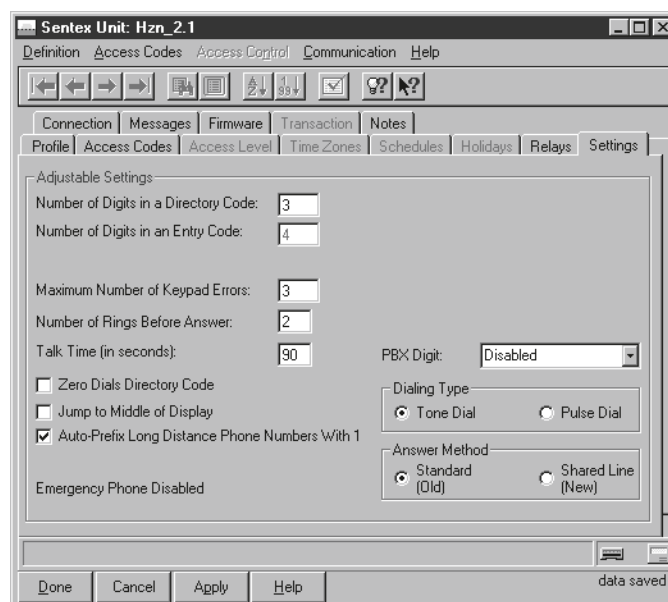 Sentex Unit: Hzn_2.1
Definition Access Codes Access Control Communication Help
A Z 1 99 ? ?
Connection Messages Firmware Transaction Notes
Profile Access Codes Access Level Time Zones Schedules Holidays Relays Settings
Adjustable Settings
Number of Digits in a Directory Code: 3
Number of Digits in an Entry Code: 4
Maximum Number of Keypad Errors: 3
Number of Rings Before Answer: 2
Talk Time (in seconds): 90 PBX Digit: Disabled
Zero Dials Directory Code
Dialing Type
Jump to Middle of Display
Tone Dial Pulse Dial
Auto-Prefix Long Distance Phone Numbers With 1
Answer Method
Standard (Old)
Shared Line (New)
Emergency Phone Disabled
Done Cancel Apply Help data saved